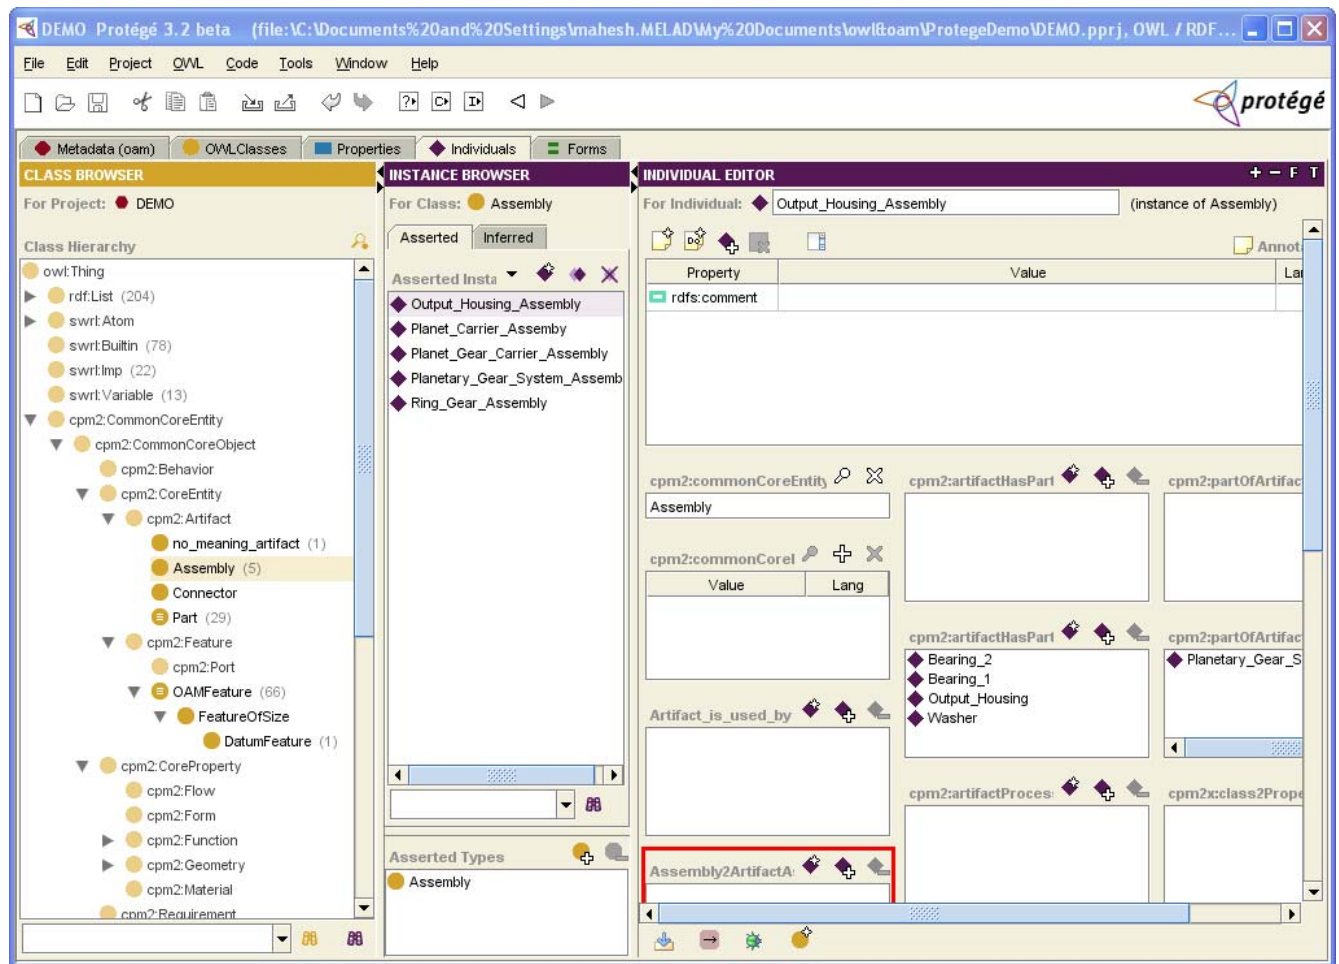 DEMO Protégé 3.2 beta (file:\C:\Documents%20and%20Settings\mahesh.MELAD\My%20Documents\owl&oam\ProtegeDemo\DEMO.pprj, OWL / RDF...
File Edit Project OWL Code Tools Window Help
protégé
Metadata (oam) OWLClasses Properties Individuals Forms
CLASS BROWSER
For Project: DEMO
Class Hierarchy
owl:Thing
rdf:List (204)
swrl:Atom
swrl:Builtin (78)
swrl:Imp (22)
swrl:Variable (13)
cpm2:CommonCoreEntity
cpm2:CommonCoreObject
cpm2:Behavior
cpm2:CoreEntity
cpm2:Artifact
no_meaning_artifact (1)
Assembly (5)
Connector
Part (29)
cpm2:Feature
cpm2:Port
OAMFeature (66)
FeatureOfSize
DatumFeature (1)
cpm2:CoreProperty
cpm2:Flow
cpm2:Form
cpm2:Function
cpm2:Geometry
cpm2:Material
cpm2:Requirement
INSTANCE BROWSER
For Class: Assembly
Asserted Inferred
Asserted Insta
Output_Housing_Assembly
Planet_Carrier_Assemby
Planet_Gear_Carrier_Assembly
Planetary_Gear_System_Assemb
Ring_Gear_Assembly
Asserted Types
Assembly
INDIVIDUAL EDITOR + − F T
For Individual: Output_Housing_Assembly (instance of Assembly)
Annot
Property Value La
rdfs:comment
cpm2:commonCoreEntity
Assembly
cpm2:commonCoreI
Value Lang
Artifact_is_used_by
Assembly2ArtifactA
cpm2:artifactHasPart
cpm2:artifactHasPart
Bearing_2
Bearing_1
Output_Housing
Washer
cpm2:artifactProces
cpm2:partOfArtifac
cpm2:partOfArtifac
Planetary_Gear_S
cpm2x:class2Prope